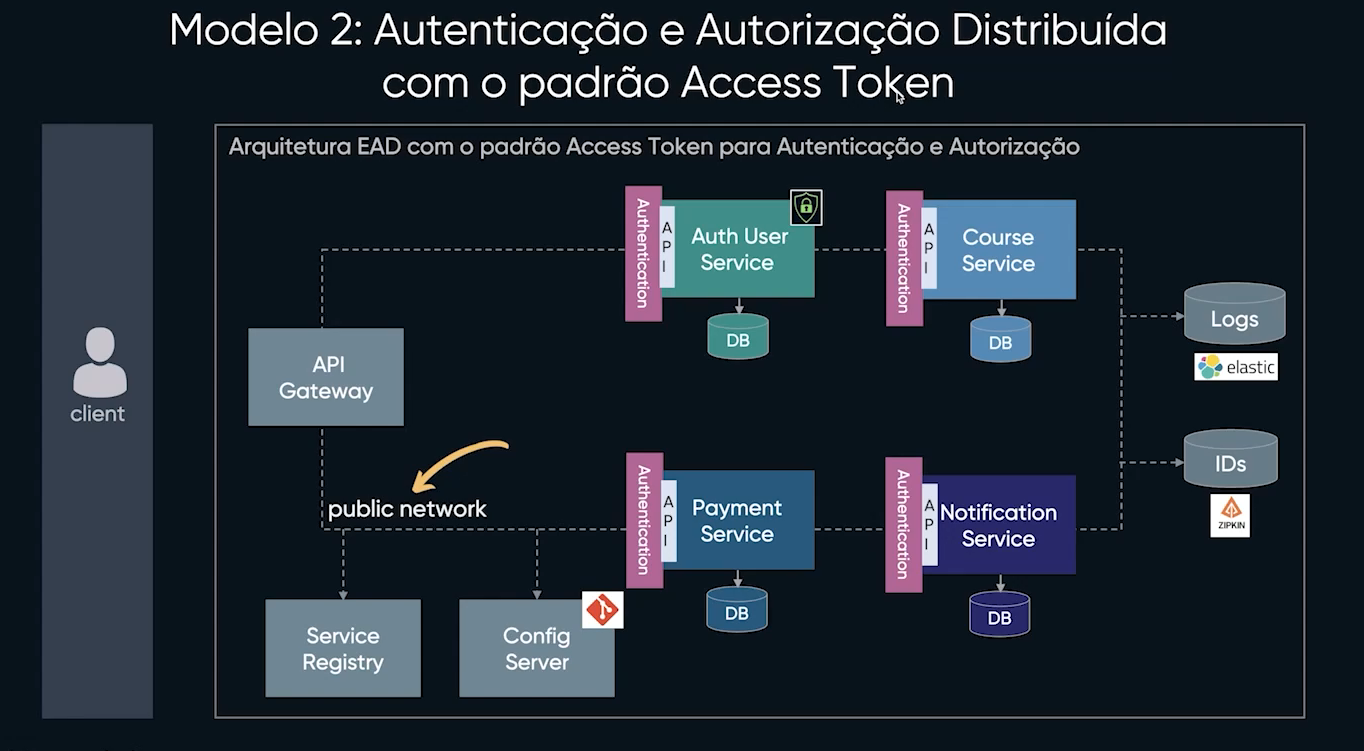 Modelo 2: Autenticação e Autorização Distribuída
com o padrão Access Token
Arquitetura EAD com o padrão Access Token para Autenticação e Autorização
client
API
Gateway
public network
Authentication
API
Auth User
Service
DB
Authentication
API
Course
Service
DB
Logs
elastic
Authentication
API
Payment
Service
DB
Authentication
API
Notification
Service
DB
IDs
ZIPKIN
Service
Registry
Config
Server